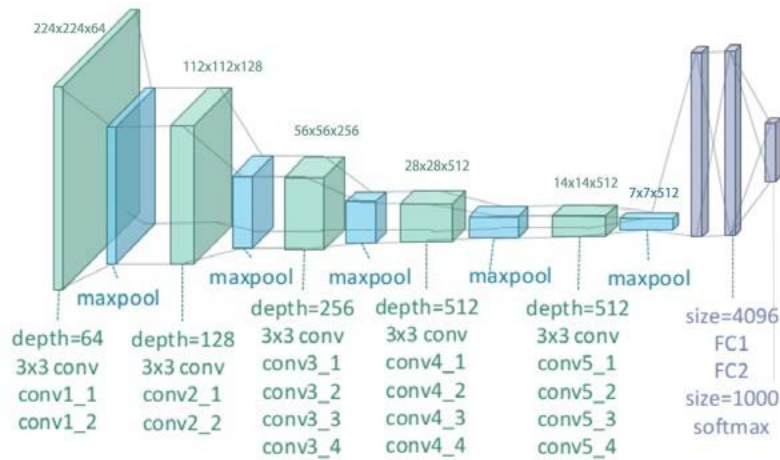 224x224x64
112x112x128
56x56x256
28x28x512
14x14x512
7x7x512
maxpool
maxpool
maxpool
maxpool
maxpool
depth=64
3x3 conv
conv1_1
conv1_2
depth=128
3x3 conv
conv2_1
conv2_2
depth=256
3x3 conv
conv3_1
conv3_2
conv3_3
conv3_4
depth=512
3x3 conv
conv4_1
conv4_2
conv4_3
conv4_4
depth=512
3x3 conv
conv5_1
conv5_2
conv5_3
conv5_4
size=4096
FC1
FC2
size=1000
softmax